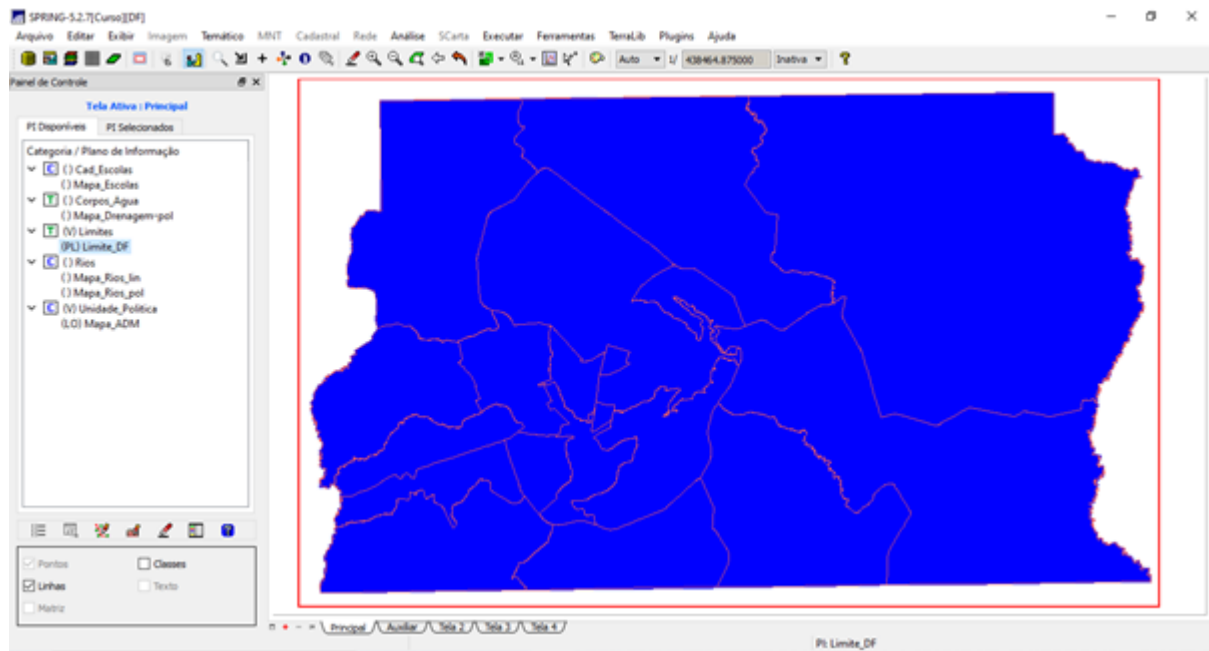 SPRING-5.2.7[Curso][DF]
Arquivo Editar Exibir Imagem Temático MNT Cadastral Rede Análise SCarta Executar Ferramentas TerraLib Plugins Ajuda
Auto 1/ 438464.875000 Inativa
Painel de Controle
Tela Ativa : Principal
PI Disponíveis PI Selecionados
Categoria / Plano de Informação
C () Cad_Escolas
() Mapa_Escolas
T () Corpos_Agua
() Mapa_Drenagem-pol
T (V) Limites
(PL) Limite_DF
C () Rios
() Mapa_Rios_lin
() Mapa_Rios_pol
C (V) Unidade_Politica
(LO) Mapa_ADM
Pontos Classes
Linhas Texto
Matriz
Principal Auxiliar Tela 2 Tela 3 Tela 4
PI: Limite_DF